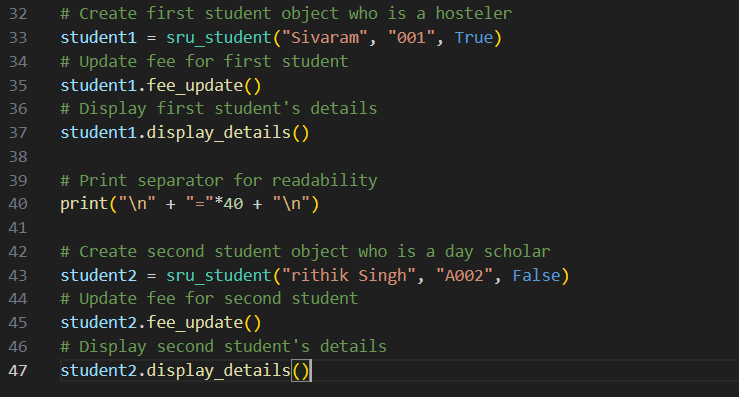 32 # Create first student object who is a hosteler
33 student1 = sru_student("Sivaram", "001", True)
34 # Update fee for first student
35 student1.fee_update()
36 # Display first student's details
37 student1.display_details()
38
39 # Print separator for readability
40 print("\n" + "="*40 + "\n")
41
42 # Create second student object who is a day scholar
43 student2 = sru_student("rithik Singh", "A002", False)
44 # Update fee for second student
45 student2.fee_update()
46 # Display second student's details
47 student2.display_details()